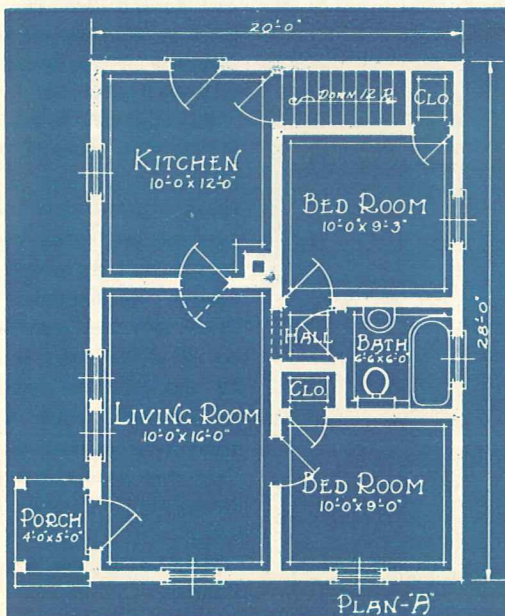 20'-0"
DOWN 12 R.
CLO.
KITCHEN
10'-0" x 12'-0"
BED ROOM
10'-0" x 9'-3"
28'-0"
HALL
BATH
6'-6" x 6'-0"
CLO.
LIVING ROOM
10'-0" x 16'-0"
BED ROOM
10'-0" x 9'-0"
PORCH
4'-0" x 5'-0"
PLAN-"A"